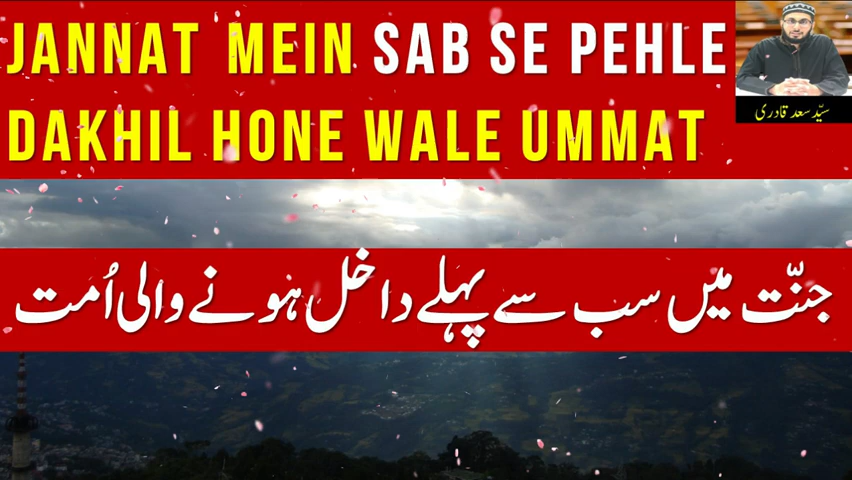 JANNAT MEIN SAB SE PEHLE
DAKHIL HONE WALE UMMAT
سیّد سعد قادری
جنّت میں سب سے پہلے داخل ہونے والی اُمت